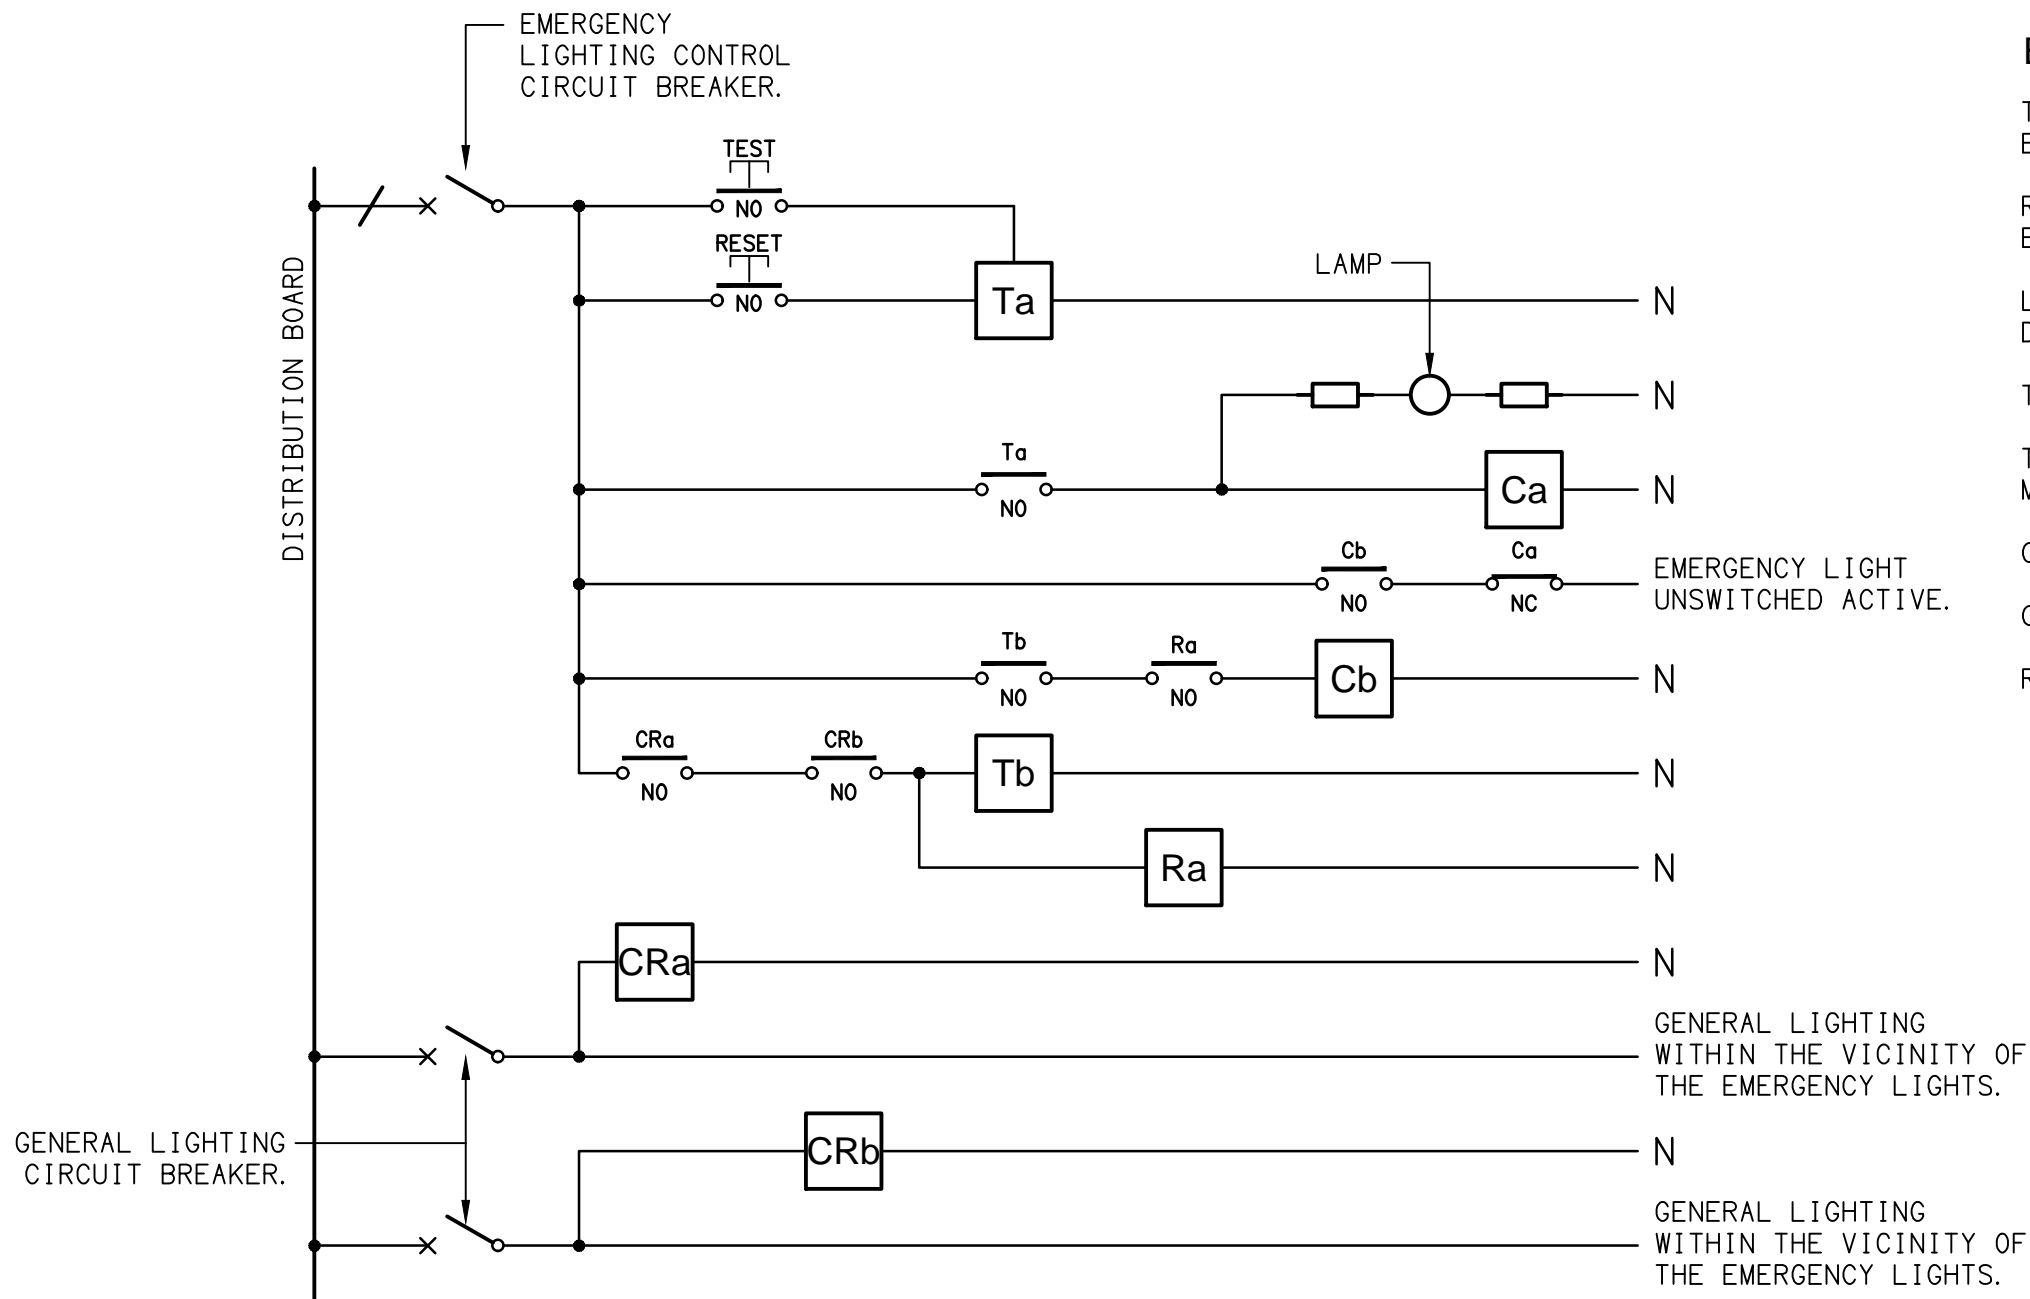 EMERGENCY
LIGHTING CONTROL
CIRCUIT BREAKER.
TEST
NO
RESET
NO
DISTRIBUTION BOARD
LAMP
Ta
N
N
Ta
NO
Ca
N
Cb
NO
Ca
NC
EMERGENCY LIGHT
UNSWITCHED ACTIVE.
Tb
NO
Ra
NO
Cb
N
CRa
NO
CRb
NO
Tb
N
Ra
N
CRa
N
GENERAL LIGHTING
WITHIN THE VICINITY OF
THE EMERGENCY LIGHTS.
GENERAL LIGHTING
CIRCUIT BREAKER.
CRb
N
GENERAL LIGHTING
WITHIN THE VICINITY OF
THE EMERGENCY LIGHTS.